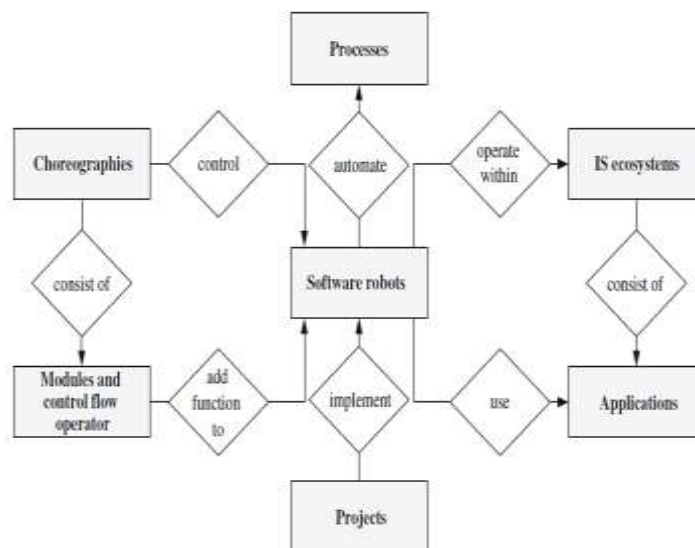 Processes
Choreographies
control
automate
operate
within
IS ecosystems
consist of
Software robots
consist of
Modules and
control flow
operator
add
function
to
implement
use
Applications
Projects